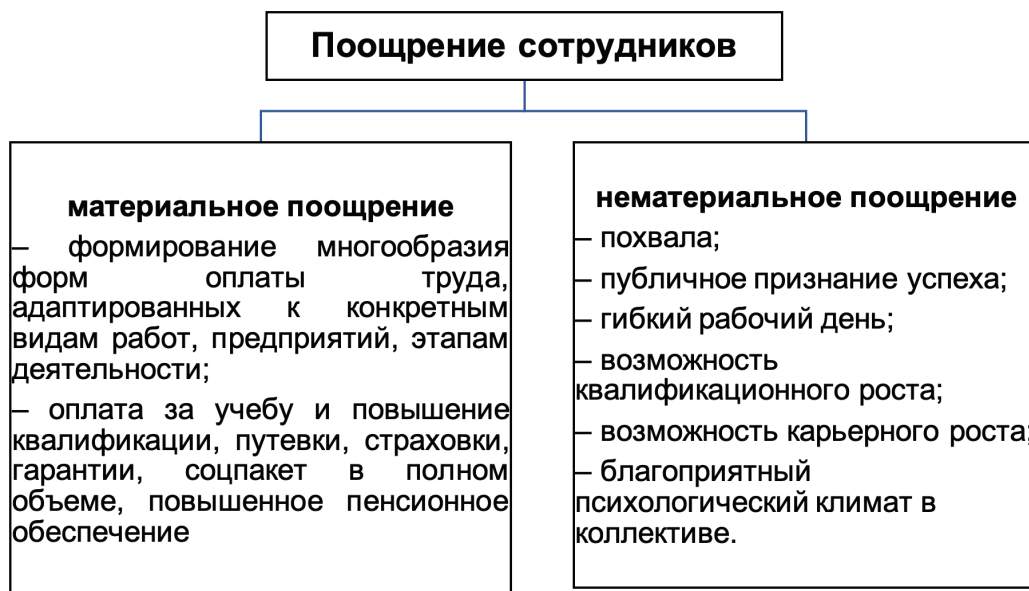 Поощрение сотрудников
материальное поощрение
– формирование многообразия
форм оплаты труда,
адаптированных к конкретным
видам работ, предприятий, этапам
деятельности;
– оплата за учебу и повышение
квалификации, путевки, страховки,
гарантии, соцпакет в полном
объеме, повышенное пенсионное
обеспечение
нематериальное поощрение
– похвала;
– публичное признание успеха;
– гибкий рабочий день;
– возможность
квалификационного роста;
– возможность карьерного роста;
– благоприятный
психологический климат в
коллективе.